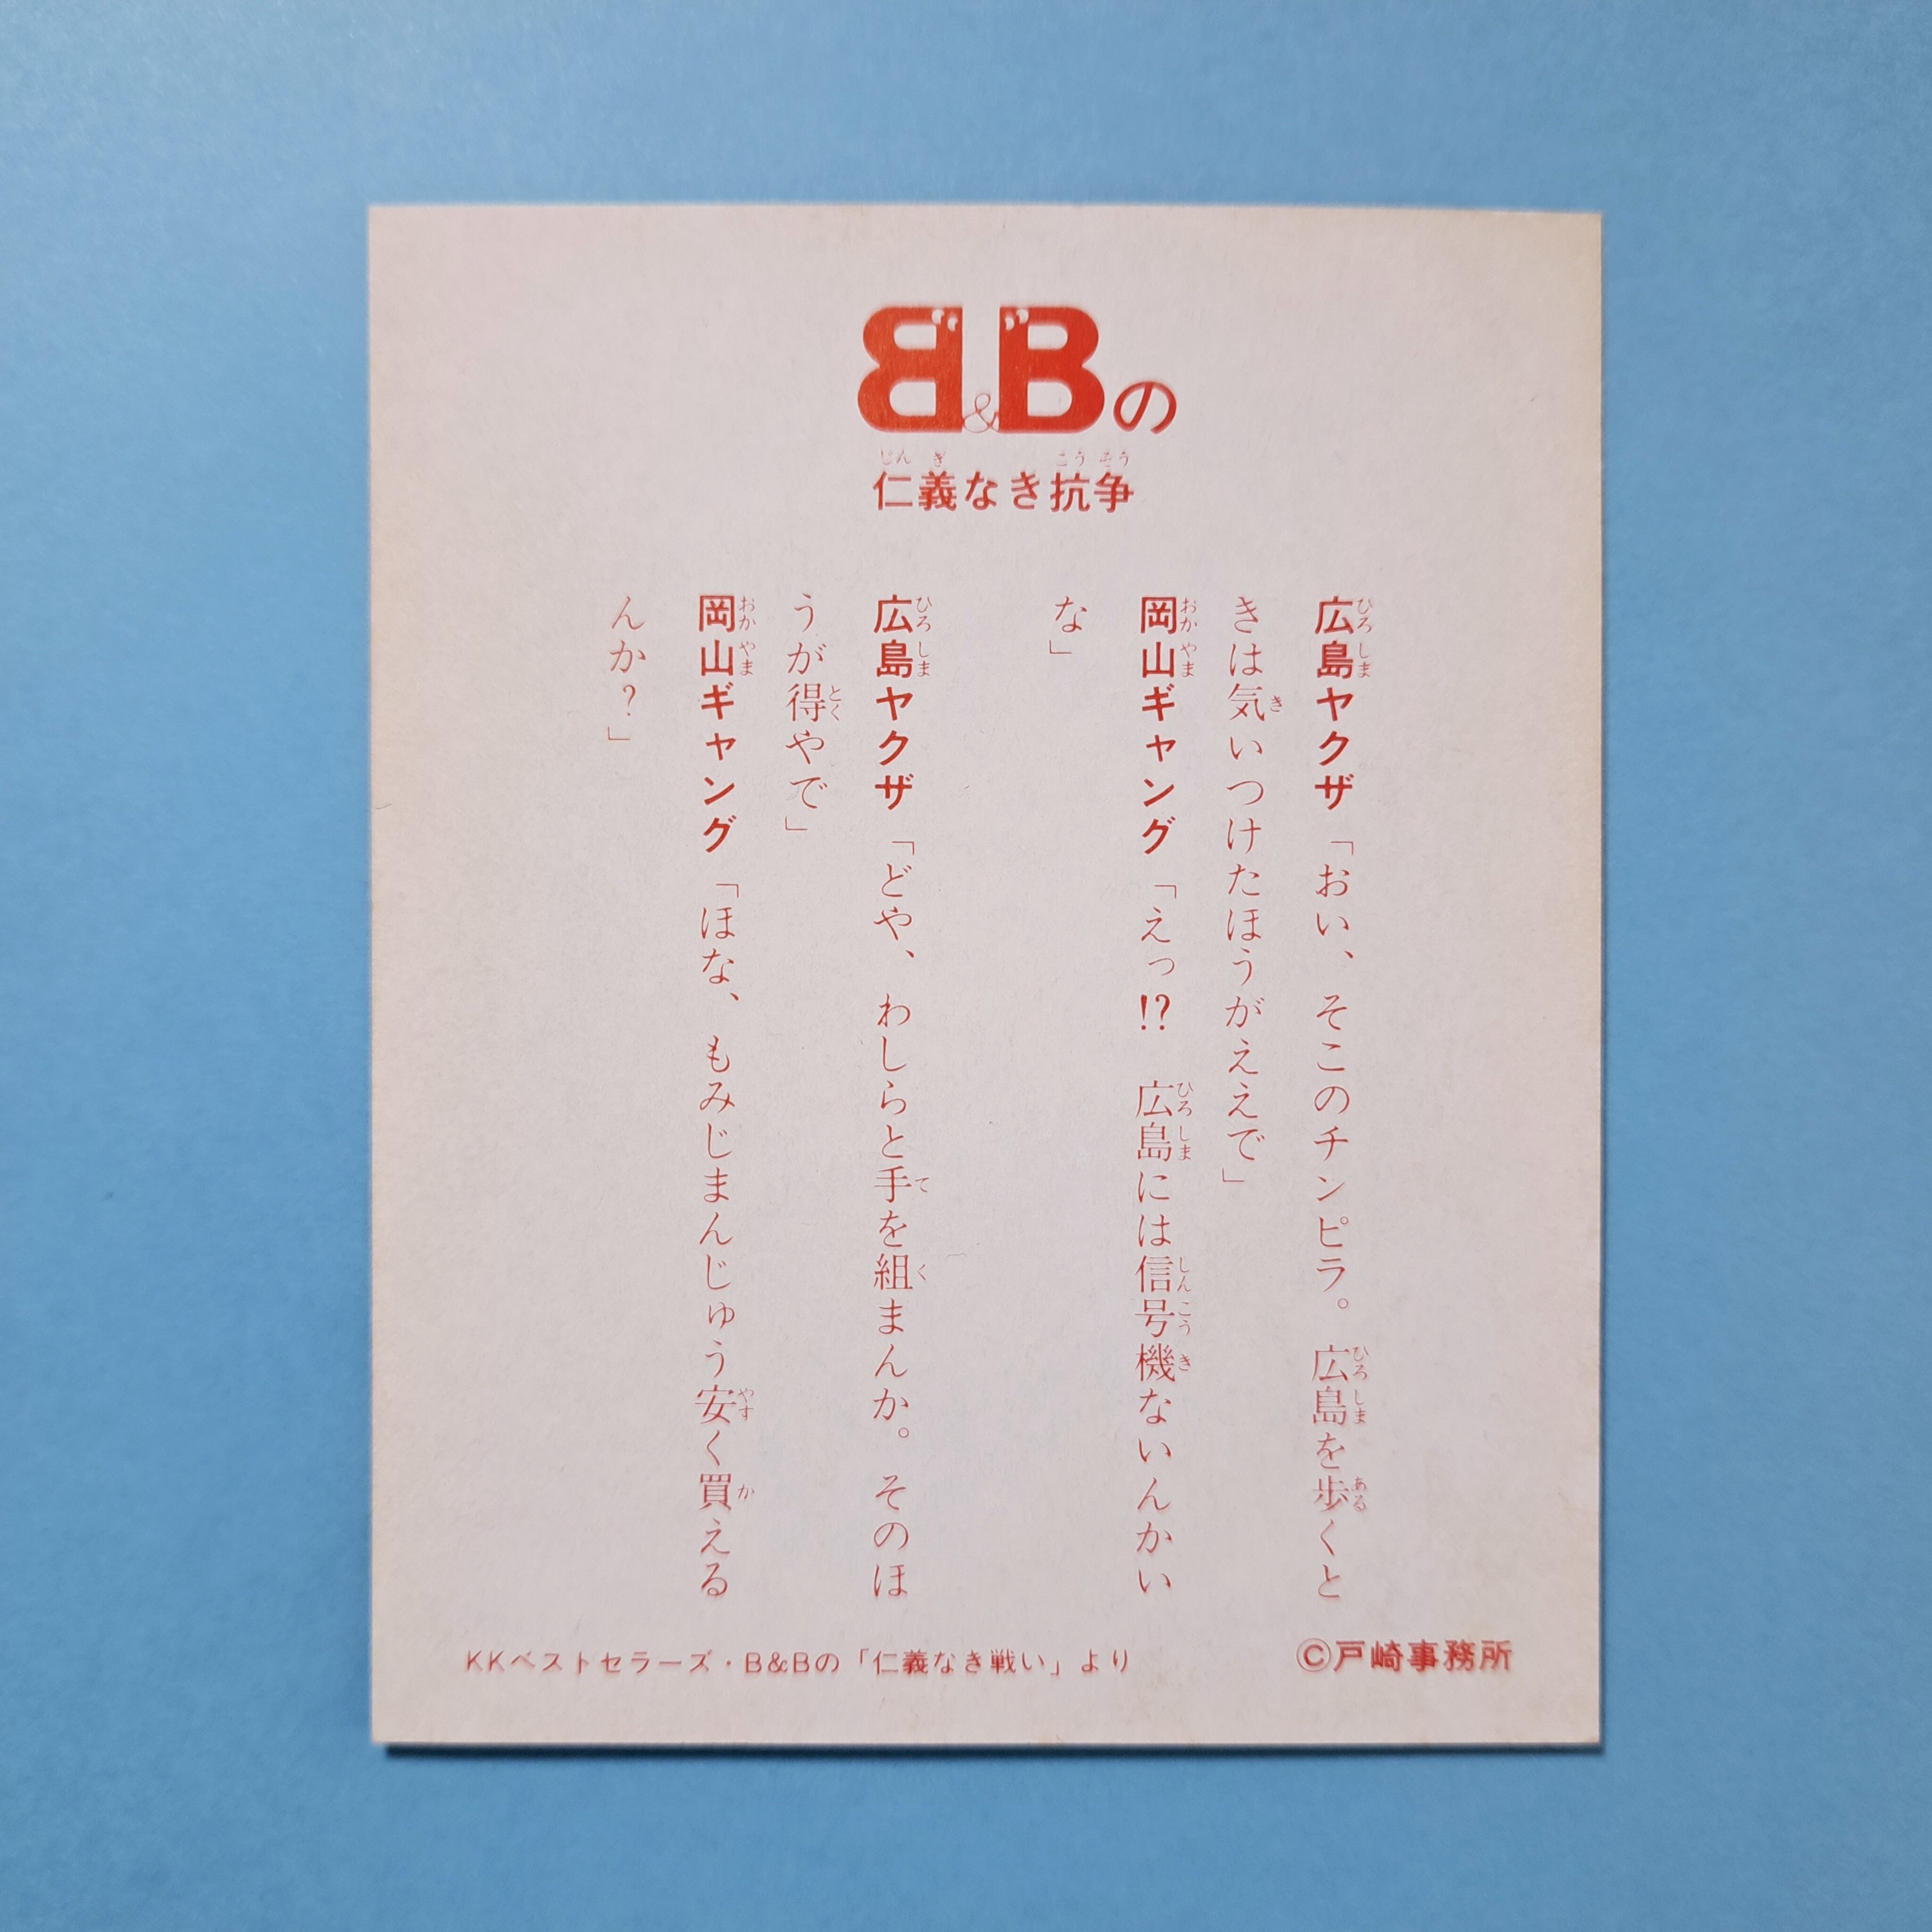 B&Bの
仁義なき抗争
広島ヤクザ「おい、そこのチンピラ。広島を歩くと
きは気いつけたほうがええで」
岡山ギャング「えっ!? 広島には信号機ないんかい
な」
広島ヤクザ「どや、わしらと手を組まんか。そのほ
うが得やで」
岡山ギャング「ほな、もみじまんじゅう安く買える
んか?」
KKベストセラーズ・B&Bの「仁義なき戦い」より
©戸崎事務所